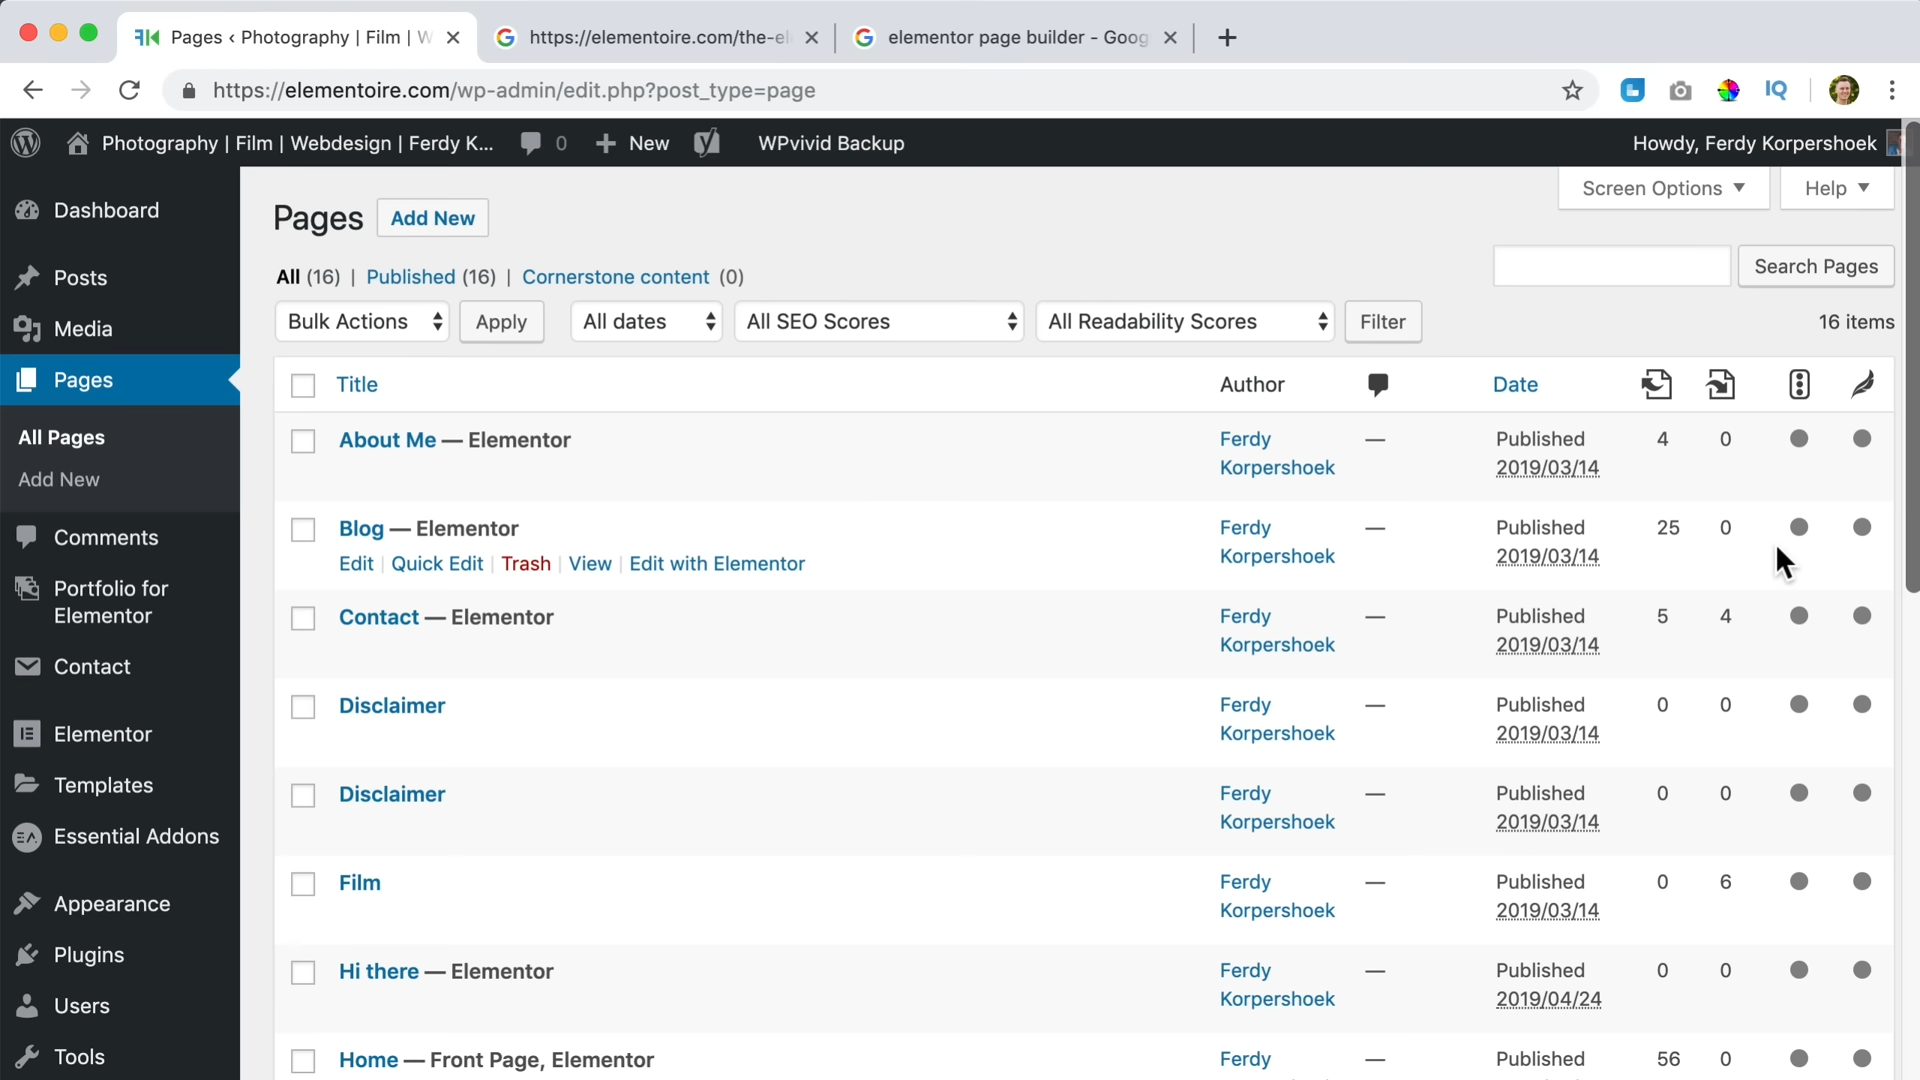 Pages ‹ Photography | Film | W
https://elementoire.com/the-el
elementor page builder - Goog
https://elementoire.com/wp-admin/edit.php?post_type=page
IQ
Photography | Film | Webdesign | Ferdy K... 0 New WPvivid Backup Howdy, Ferdy Korpershoek
Screen Options Help
Dashboard
Posts
Media
Pages
All Pages
Add New
Comments
Portfolio for
Elementor
Contact
Elementor
Templates
Essential Addons
Appearance
Plugins
Users
Tools
Pages Add New
All (16) | Published (16) | Cornerstone content (0)
Search Pages
Bulk Actions Apply All dates All SEO Scores All Readability Scores Filter 16 items
Title Author Date
About Me — Elementor Ferdy — Published 4 0
Korpershoek 2019/03/14
Blog — Elementor Ferdy — Published 25 0
Edit | Quick Edit | Trash | View | Edit with Elementor Korpershoek 2019/03/14
Contact — Elementor Ferdy — Published 5 4
Korpershoek 2019/03/14
Disclaimer Ferdy — Published 0 0
Korpershoek 2019/03/14
Disclaimer Ferdy — Published 0 0
Korpershoek 2019/03/14
Film Ferdy — Published 0 6
Korpershoek 2019/03/14
Hi there — Elementor Ferdy — Published 0 0
Korpershoek 2019/04/24
Home — Front Page, Elementor Ferdy — Published 56 0